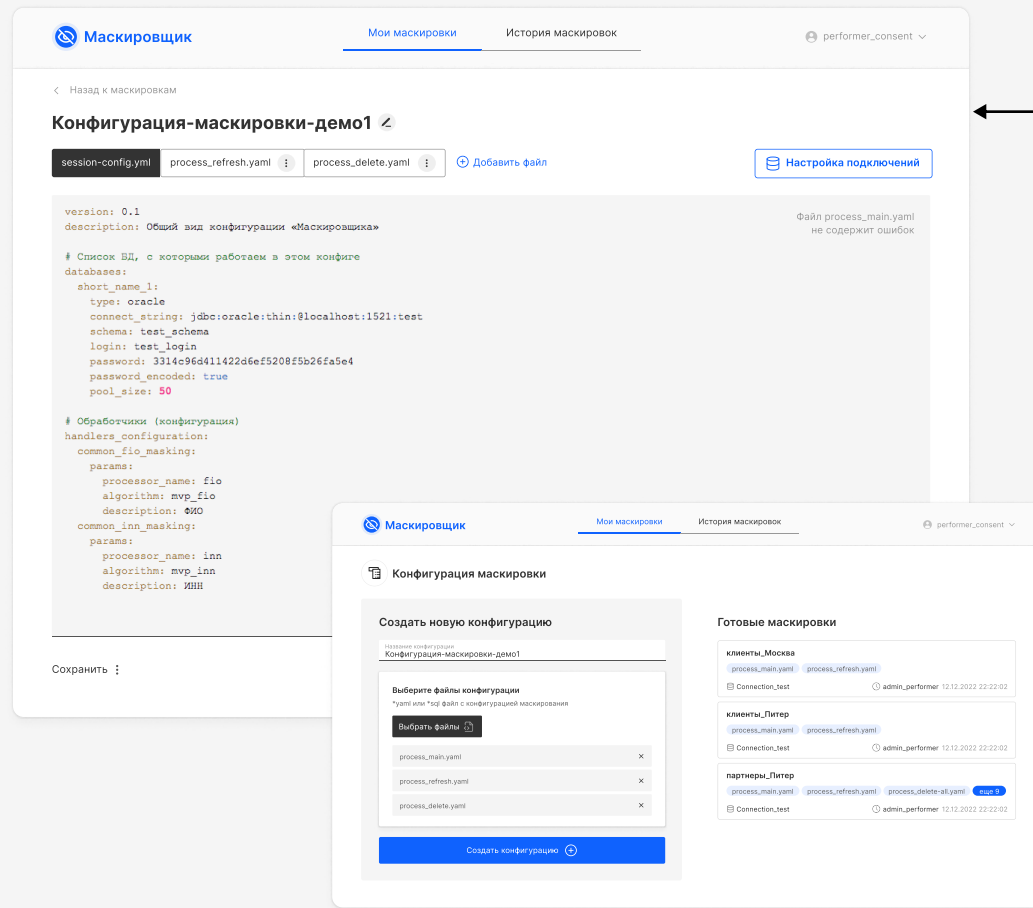 Маскировщик
Мои маскировки
История маскировок
performer_consent
Назад к маскировкам
Конфигурация-маскировки-демо1
session-config.yml
process_refresh.yaml
process_delete.yaml
Добавить файл
Настройка подключений
Файл process_main.yaml
не содержит ошибок
version: 0.1
description: Общий вид конфигурации «Маскировщика»
# Список БД, с которыми работаем в этом конфиге
databases:
short_name_1:
type: oracle
connect_string: jdbc:oracle:thin:@localhost:1521:test
schema: test_schema
login: test_login
password: 3314c96d411422d6ef5208f5b26fa5e4
password_encoded: true
pool_size: 50
# Обработчики (конфигурация)
handlers_configuration:
common_fio_masking:
params:
processor_name: fio
algorithm: mvp_fio
description: ФИО
common_inn_masking:
params:
processor_name: inn
algorithm: mvp_inn
description: ИНН
Сохранить
Маскировщик
Мои маскировки
История маскировок
performer_consent
Конфигурация маскировки
Создать новую конфигурацию
Название конфигурации
Конфигурация-маскировки-демо1
Выберите файлы конфигурации
*yaml или *sql файл с конфигурацией маскирования
Выбрать файлы
process_main.yaml
process_refresh.yaml
process_delete.yaml
Создать конфигурацию
Готовые маскировки
клиенты_Москва
process_main.yaml process_refresh.yaml
Connection_test admin_performer 12.12.2022 22:22:02
клиенты_Питер
process_main.yaml process_refresh.yaml
Connection_test admin_performer 12.12.2022 22:22:02
партнеры_Питер
process_main.yaml process_refresh.yaml process_delete-all.yaml еще 9
Connection_test admin_performer 12.12.2022 22:22:02